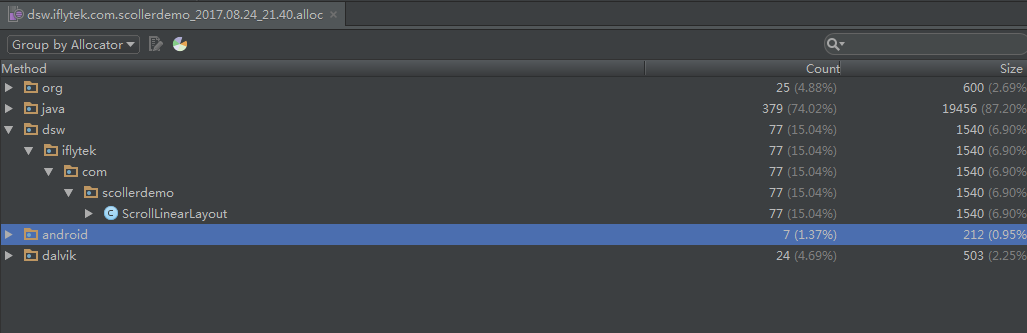 dsw.iflytek.com.scollerdemo_2017.08.24_21.40.alloc
Group by Allocator
Method Count Size
org 25 (4.88%) 600 (2.69%
java 379 (74.02%) 19456 (87.20%
dsw 77 (15.04%) 1540 (6.90%
iflytek 77 (15.04%) 1540 (6.90%
com 77 (15.04%) 1540 (6.90%
scollerdemo 77 (15.04%) 1540 (6.90%
C ScrollLinearLayout 77 (15.04%) 1540 (6.90%
android 7 (1.37%) 212 (0.95%
dalvik 24 (4.69%) 503 (2.25%